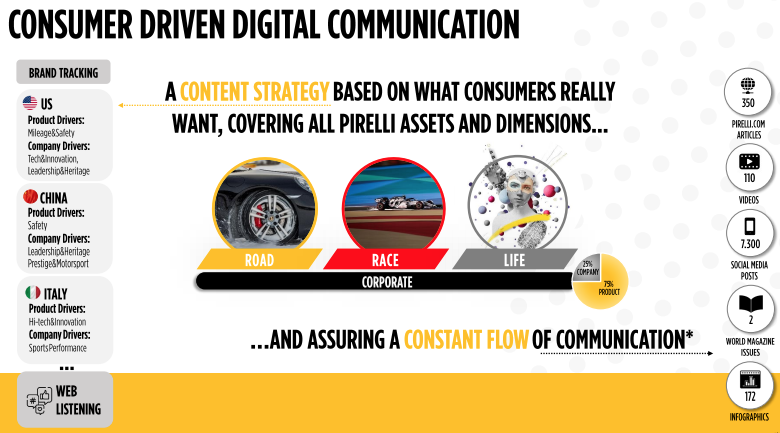 CONSUMER DRIVEN DIGITAL COMMUNICATION
BRAND TRACKING
US
Product Drivers:
Mileage&Safety
Company Drivers:
Tech&Innovation,
Leadership&Heritage
CHINA
Product Drivers:
Safety
Company Drivers:
Leadership&Heritage
Prestige&Motorsport
ITALY
Product Drivers:
Hi-tech&Innovation
Company Drivers:
Sports Performance
...
WEB
LISTENING
A CONTENT STRATEGY BASED ON WHAT CONSUMERS REALLY
WANT, COVERING ALL PIRELLI ASSETS AND DIMENSIONS...
ROAD
RACE
LIFE
CORPORATE
25%
COMPANY
75%
PRODUCT
...AND ASSURING A CONSTANT FLOW OF COMMUNICATION*
350
PIRELLI.COM
ARTICLES
110
VIDEOS
7.300
SOCIAL MEDIA
POSTS
2
WORLD MAGAZINE
ISSUES
172
INFOGRAPHICS